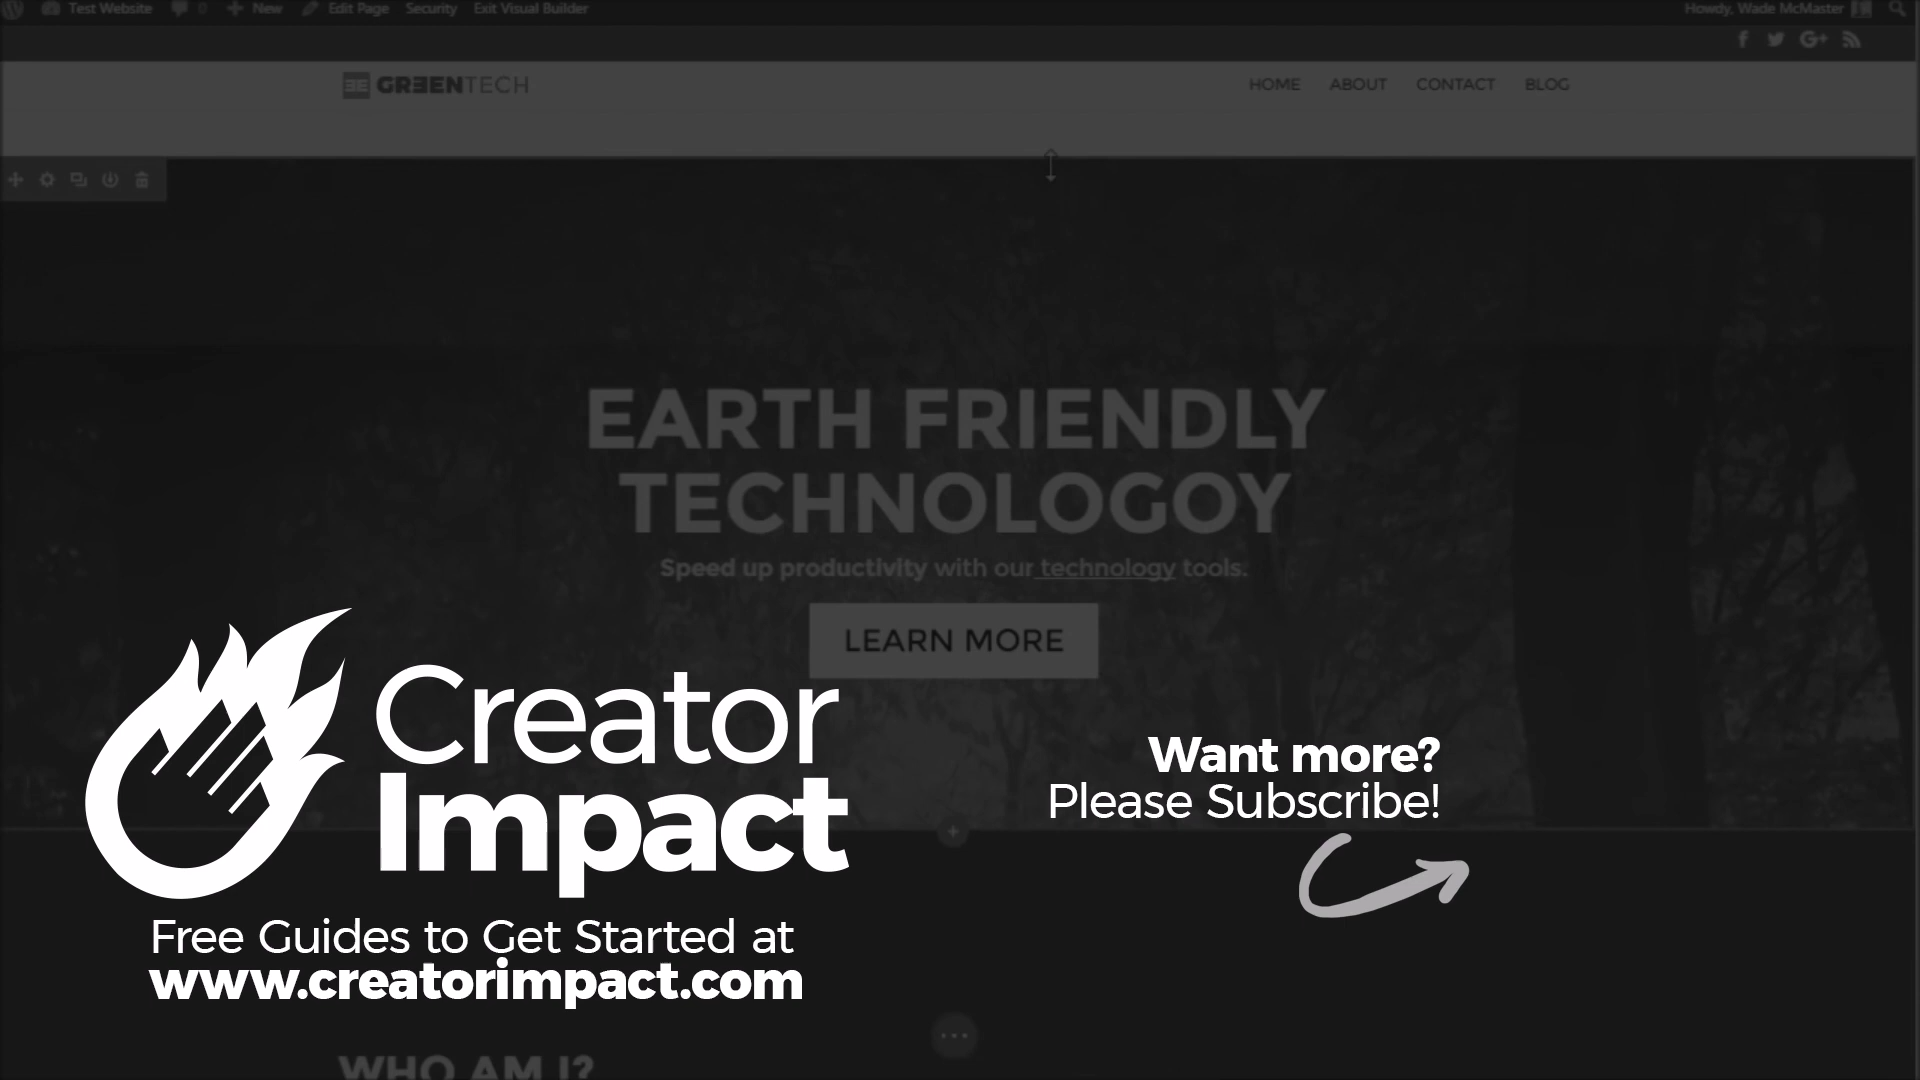 Test Website 0 New Edit Page Security Exit Visual Builder Howdy, Wade McMaster
GREENTECH HOME ABOUT CONTACT BLOG
EARTH FRIENDLY
TECHNOLOGOY
Speed up productivity with our technology tools.
LEARN MORE
Creator
Impact
Free Guides to Get Started at
www.creatorimpact.com
Want more?
Please Subscribe!
WHO AM I?